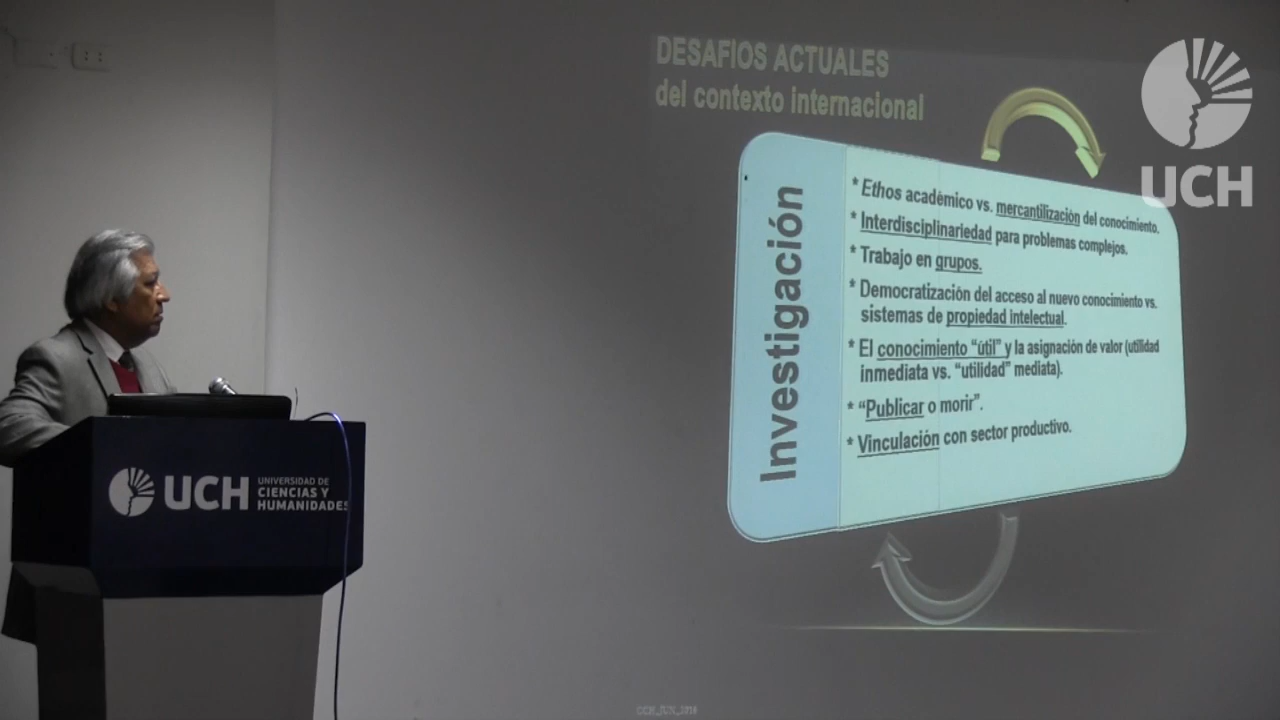 DESAFIOS ACTUALES
del contexto internacional
UCH
Investigación
* Ethos académico vs. mercantilización del conocimiento.
* Interdisciplinariedad para problemas complejos.
* Trabajo en grupos.
* Democratización del acceso al nuevo conocimiento vs.
sistemas de propiedad intelectual.
* El conocimiento “útil” y la asignación de valor (utilidad
inmediata vs. “utilidad” mediata).
* “Publicar o morir”.
* Vinculación con sector productivo.
UCH
UNIVERSIDAD DE
CIENCIAS Y
HUMANIDADES